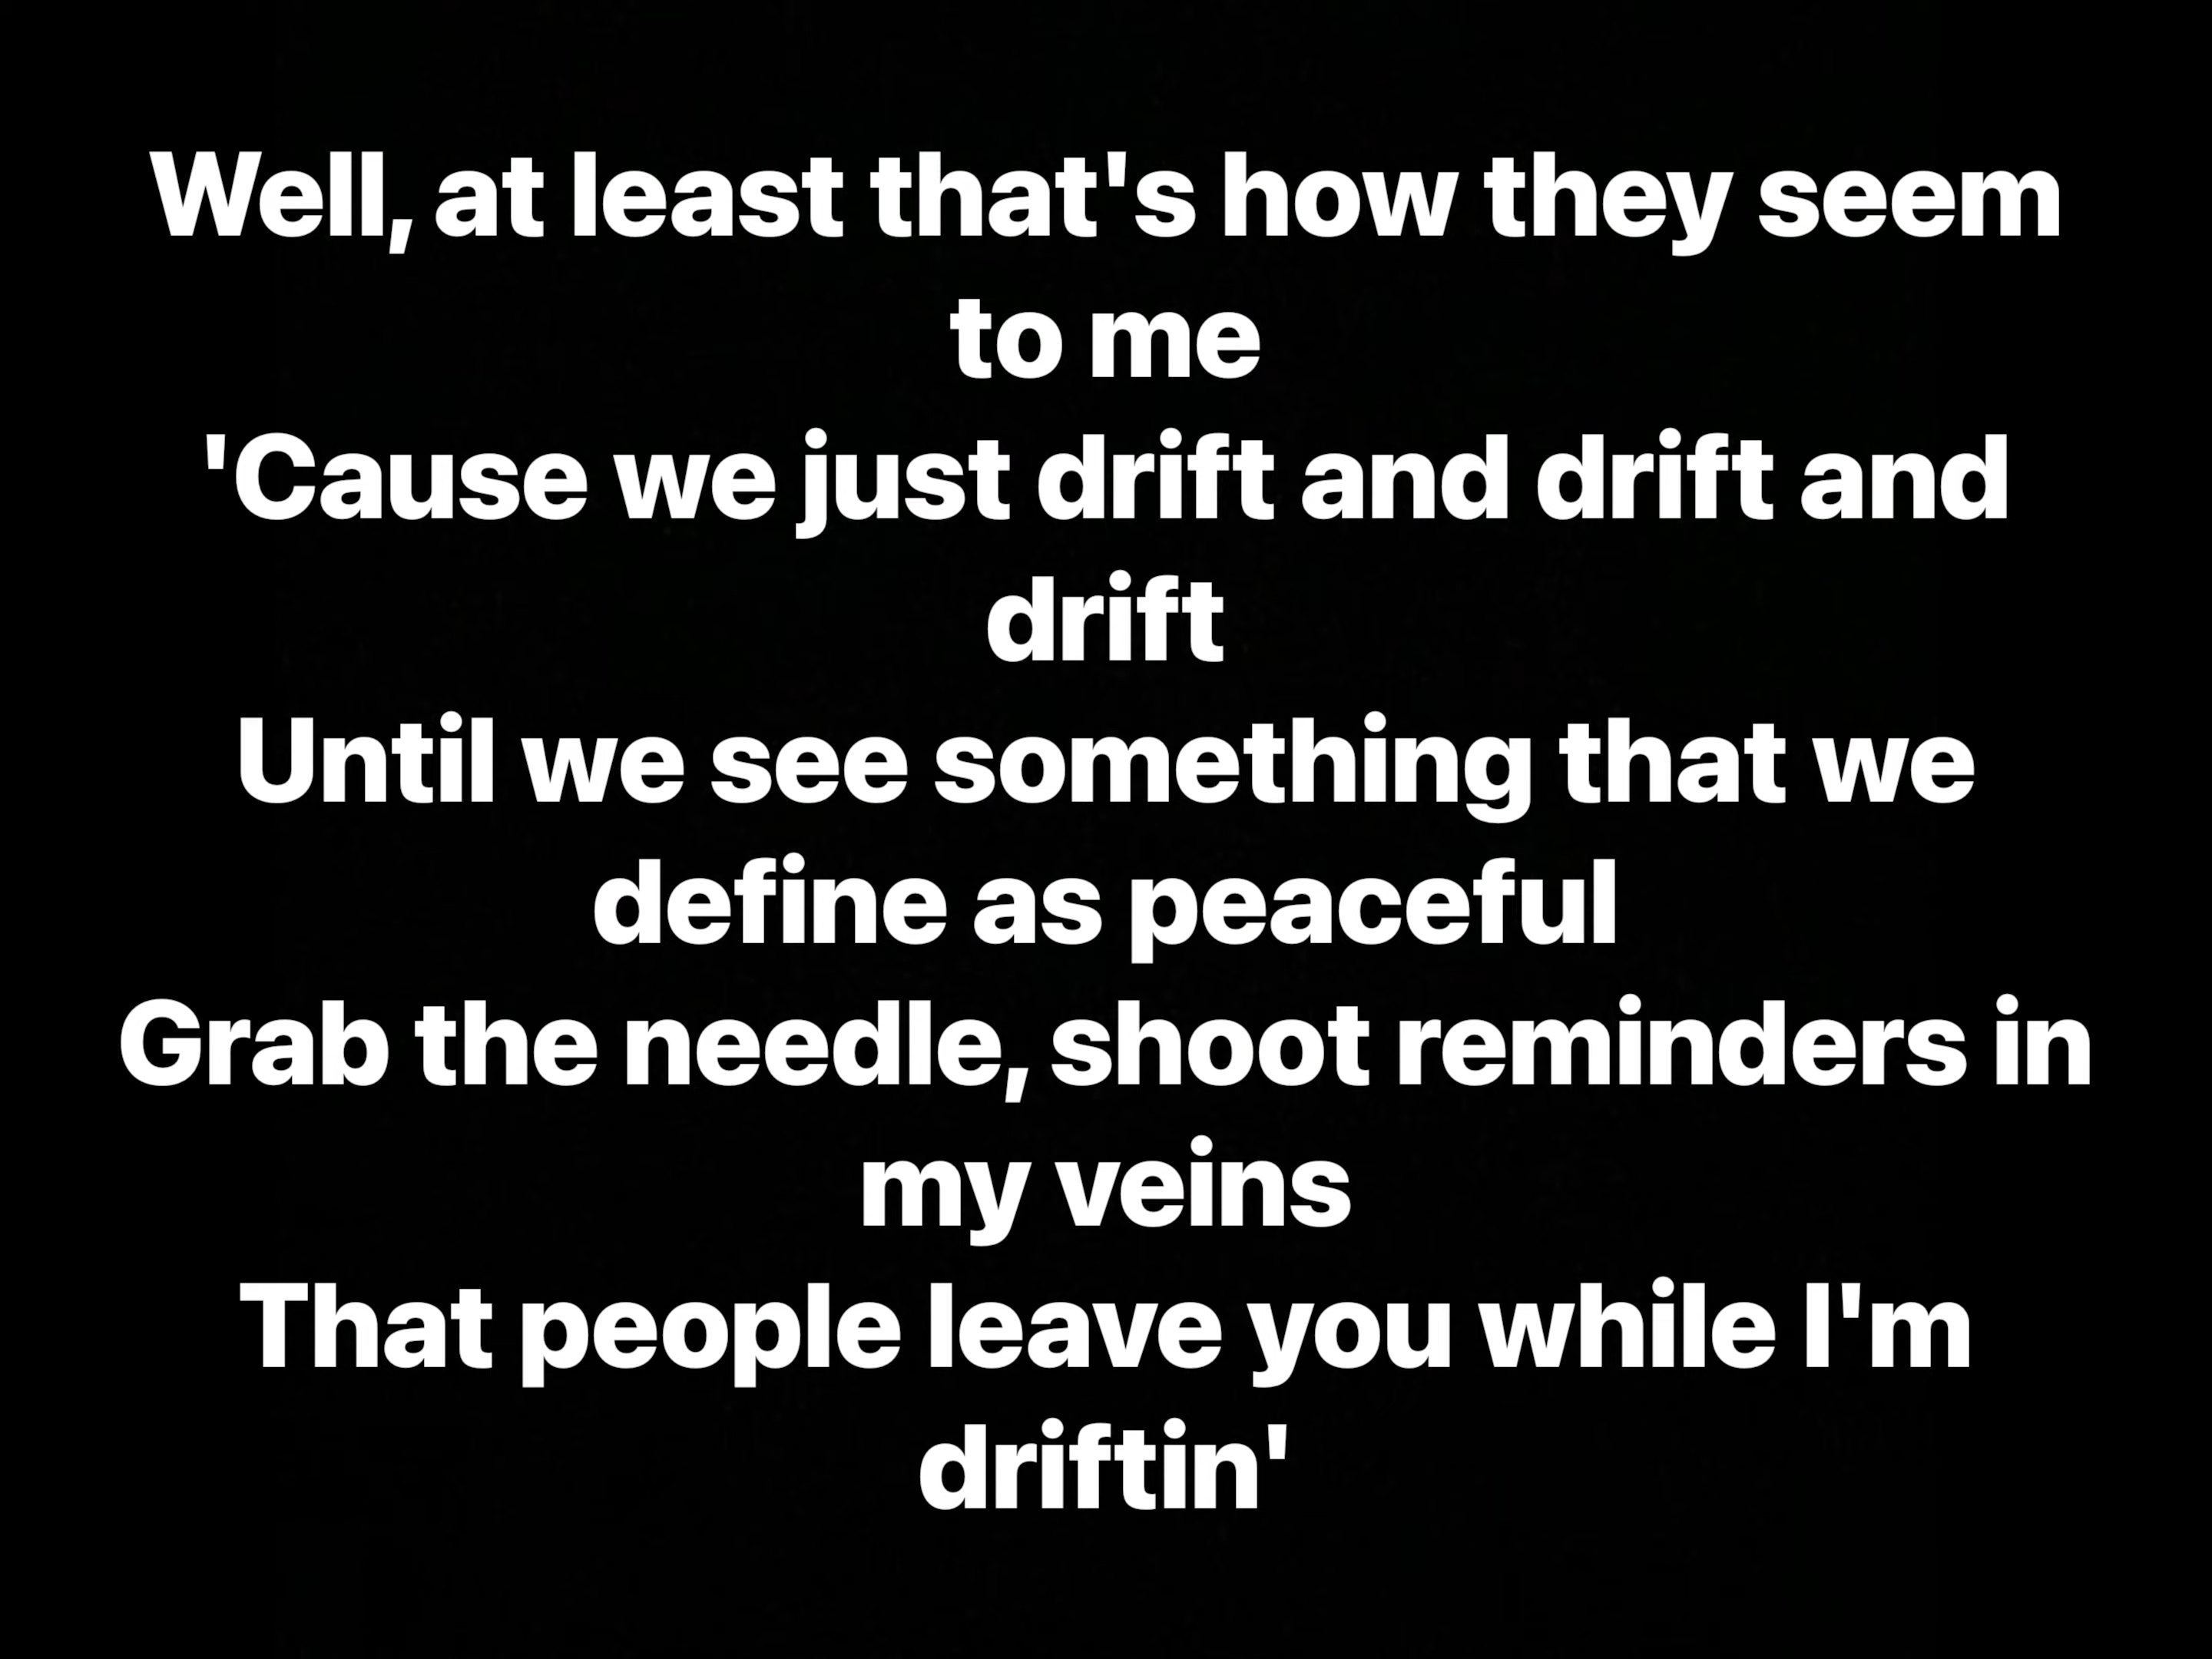 Well, at least that's how they seem
to me
'Cause we just drift and drift and
drift
Until we see something that we
define as peaceful
Grab the needle, shoot reminders in
my veins
That people leave you while I'm
driftin'